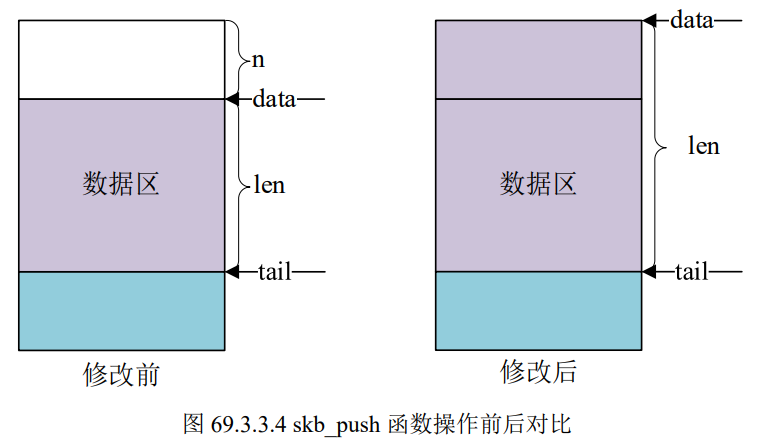 n
data
数据区
len
tail
修改前
data
len
数据区
tail
修改后
图 69.3.3.4 skb_push 函数操作前后对比